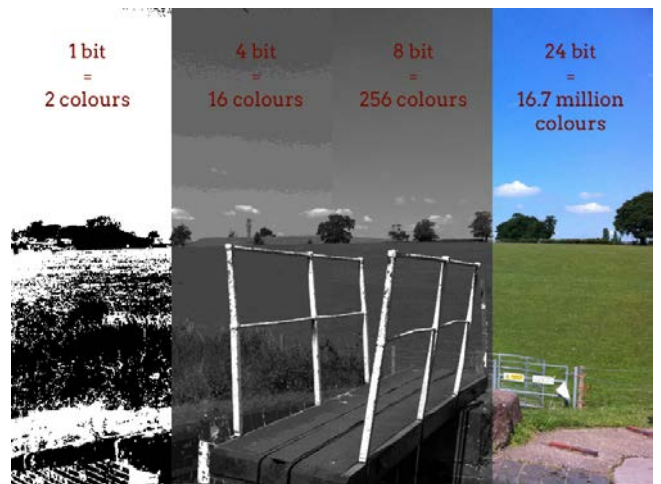 1 bit
=
2 colours
4 bit
=
16 colours
8 bit
=
256 colours
24 bit
=
16.7 million
colours